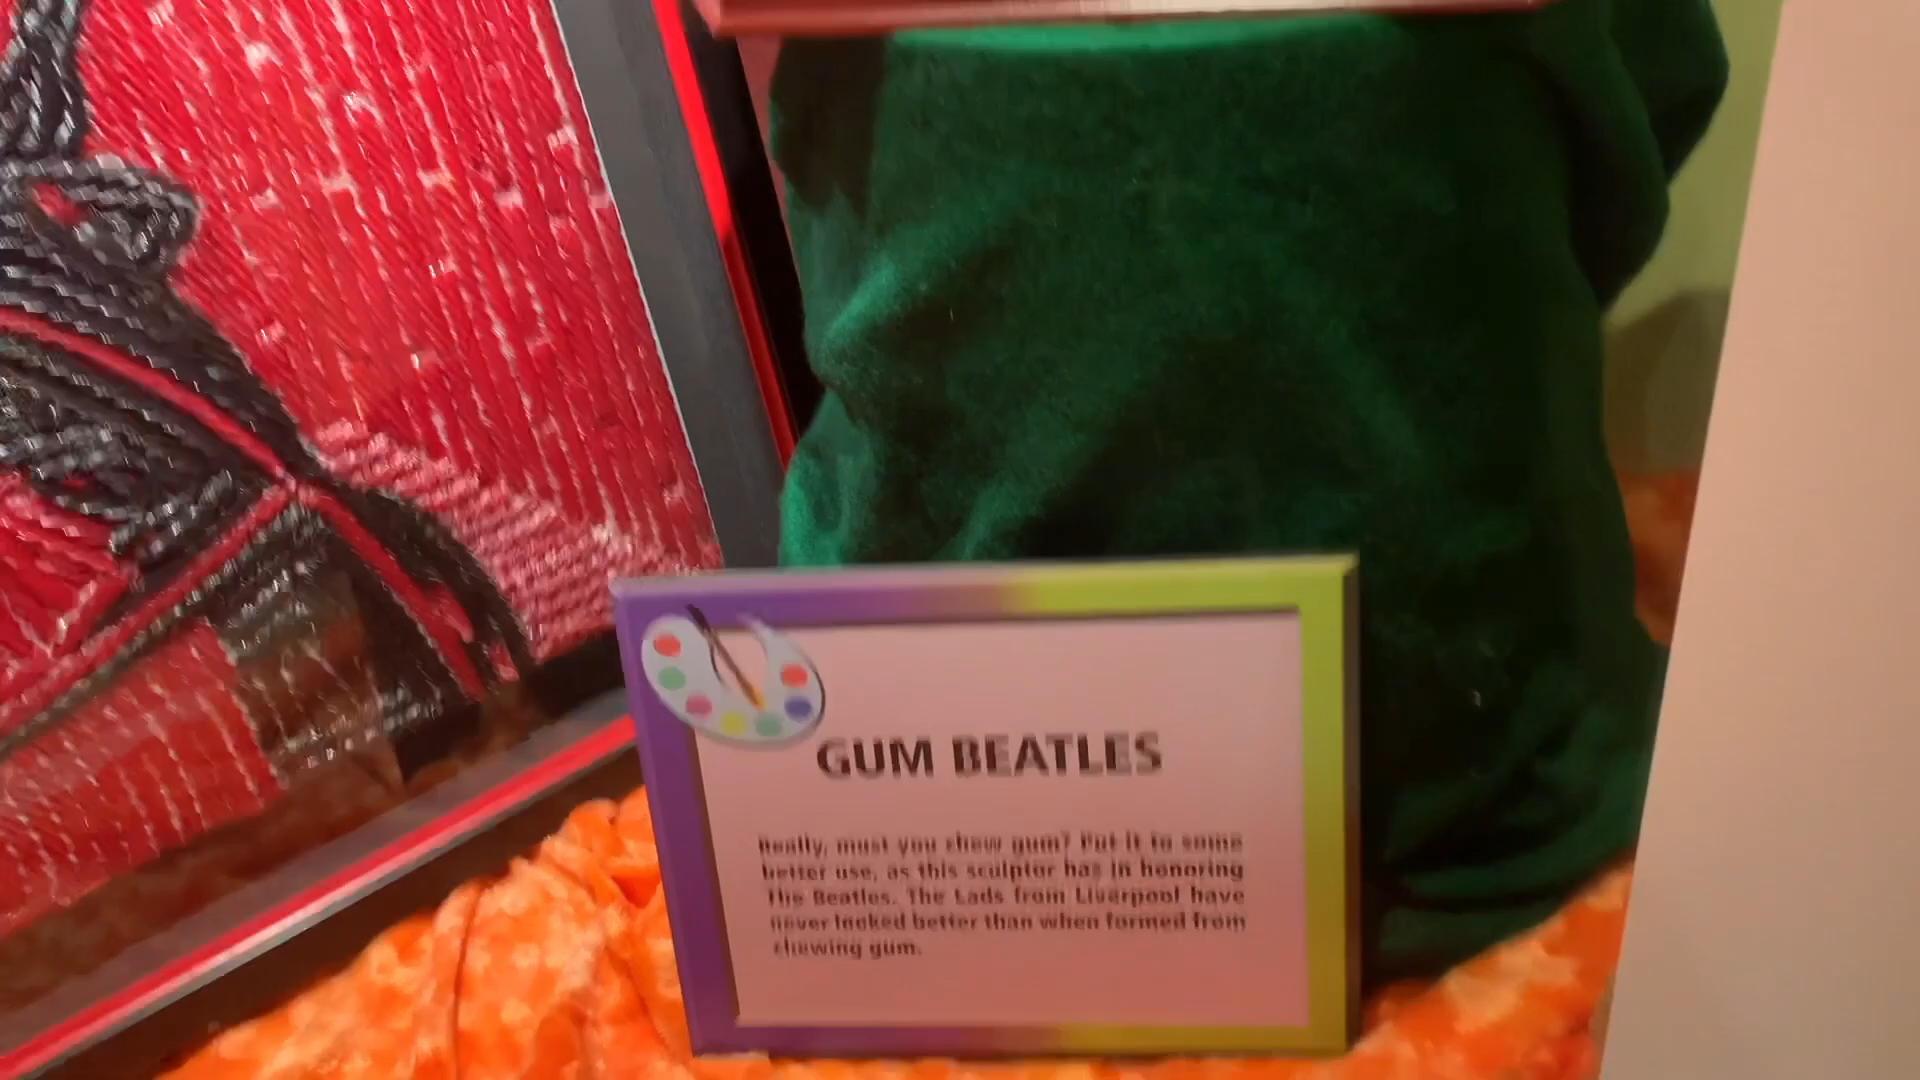 GUM BEATLES
Really, must you chew gum? Put it to some
better use, as this sculptor has in honoring
The Beatles. The Lads from Liverpool have
never looked better than when formed from
chewing gum.